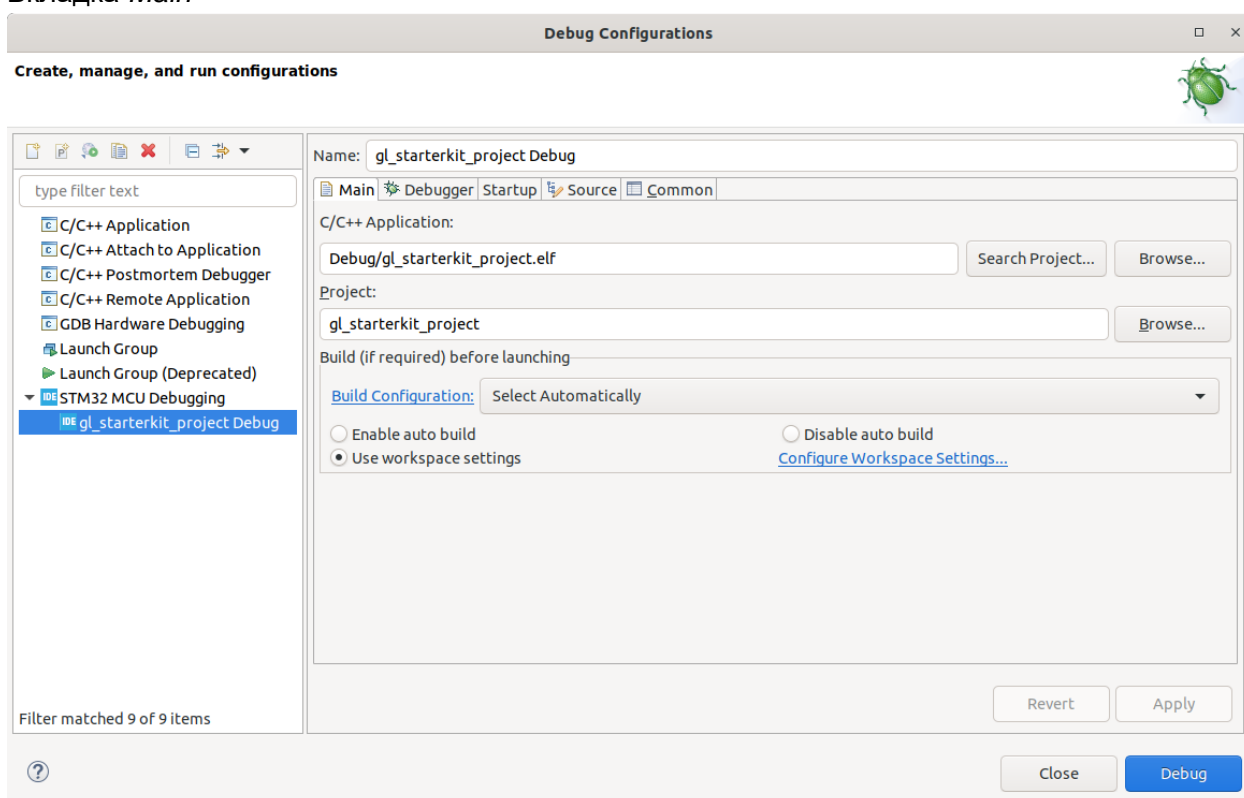 Вкладка Main
Debug Configurations
Create, manage, and run configurations
type filter text
C/C++ Application
C/C++ Attach to Application
C/C++ Postmortem Debugger
C/C++ Remote Application
GDB Hardware Debugging
Launch Group
Launch Group (Deprecated)
STM32 MCU Debugging
gl_starterkit_project Debug
Filter matched 9 of 9 items
Name: gl_starterkit_project Debug
Main Debugger Startup Source Common
C/C++ Application:
Debug/gl_starterkit_project.elf Search Project... Browse...
Project:
gl_starterkit_project Browse...
Build (if required) before launching
Build Configuration: Select Automatically
Enable auto build Disable auto build
Use workspace settings Configure Workspace Settings...
Revert Apply
Close Debug